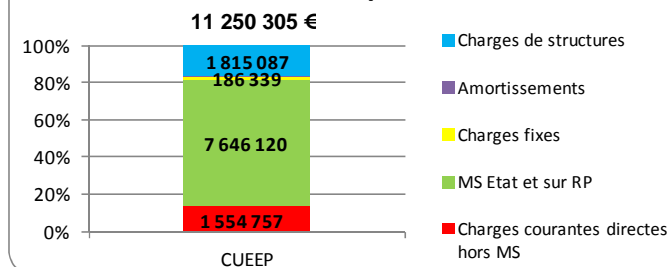 11 250 305 €
100%
80%
60%
40%
20%
0%
1 815 087
186 339
7 646 120
1 554 757
CUEEP
Charges de structures
Amortissements
Charges fixes
MS Etat et sur RP
Charges courantes directes
hors MS